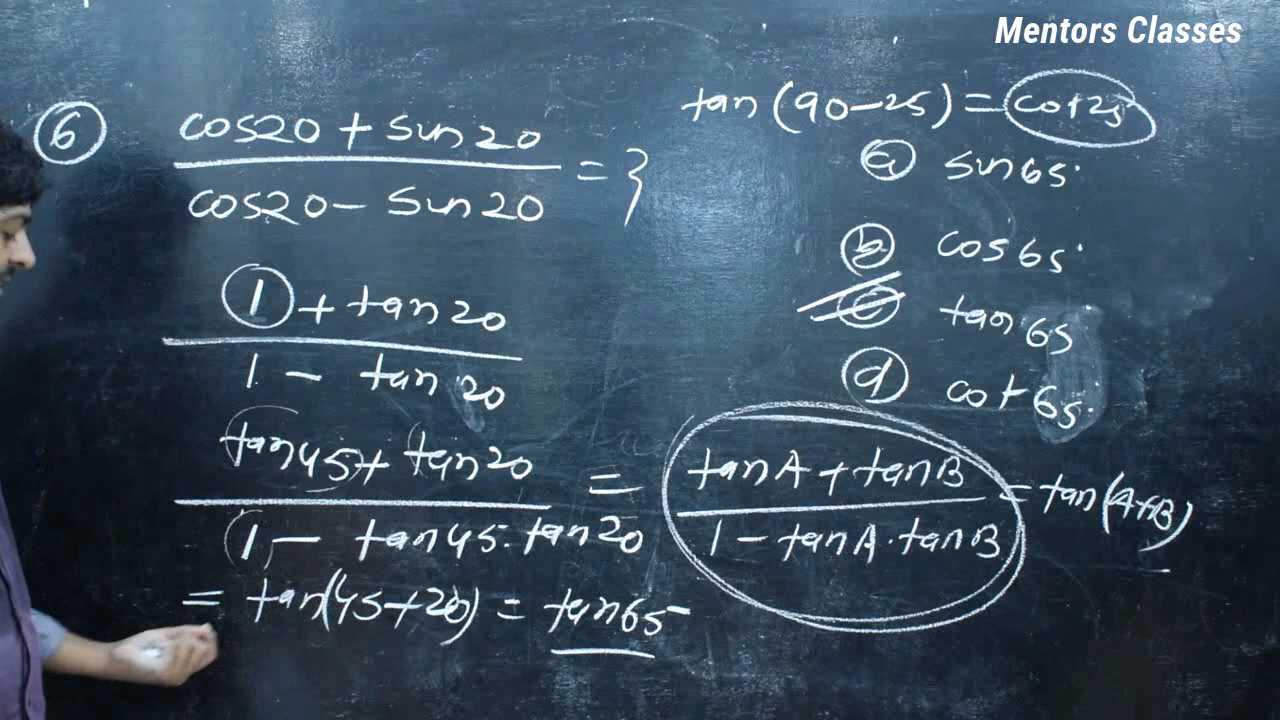 Mentors Classes
⑥ cos20 + sin20 / cos20 - sin20 = }
1 + tan20 / 1 - tan20
tan45 + tan20 / 1 - tan45.tan20 = tanA + tanB / 1 - tanA.tanB = tan(A+B)
= tan(45+20) = tan65
tan(90-25) = cot25
ⓐ sin65.
ⓑ cos65.
ⓒ tan65
ⓓ cot65.